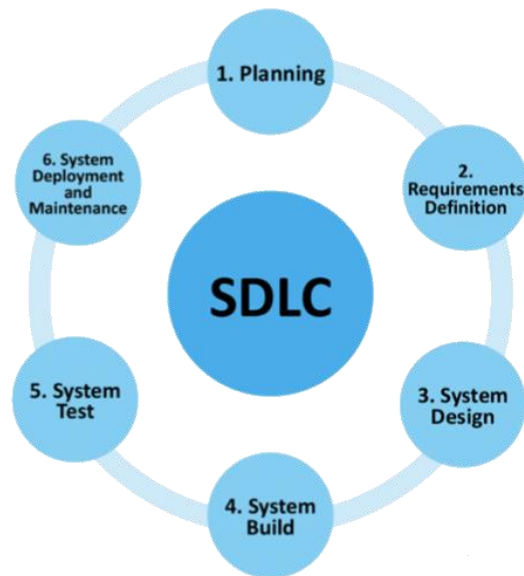 1. Planning
2.
Requirements
Definition
3. System
Design
4. System
Build
5. System
Test
6. System
Deployment
and
Maintenance
SDLC